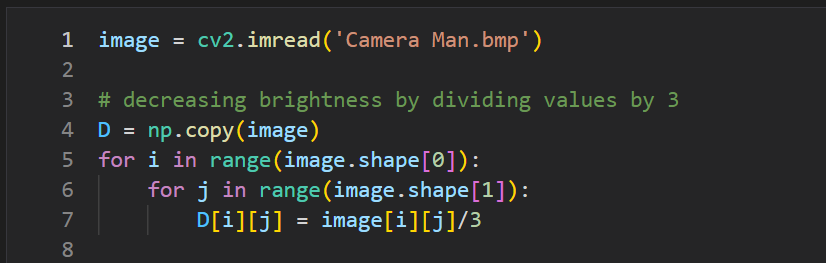 1 image = cv2.imread('Camera Man.bmp')
2
3 # decreasing brightness by dividing values by 3
4 D = np.copy(image)
5 for i in range(image.shape[0]):
6     for j in range(image.shape[1]):
7         D[i][j] = image[i][j]/3
8